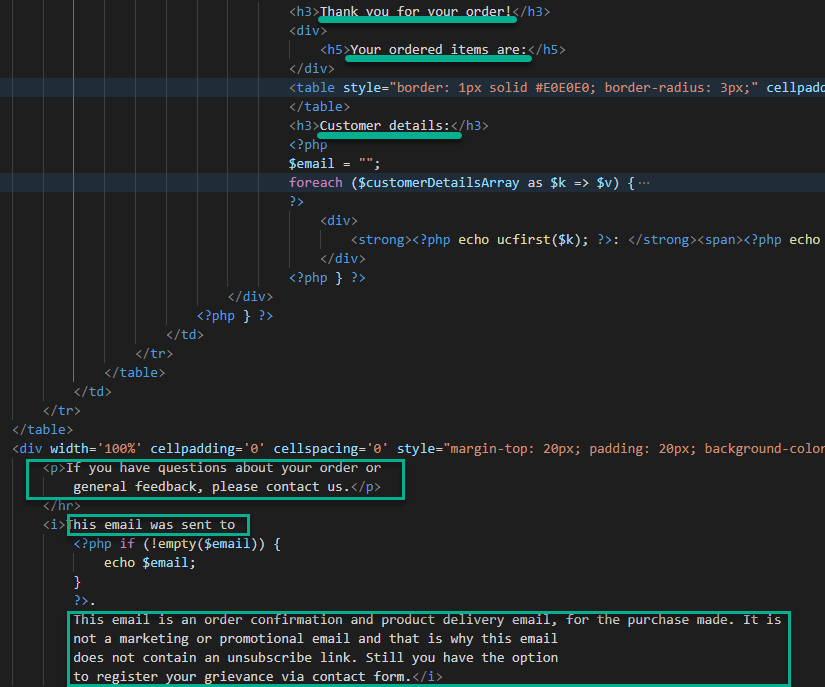 <h3>Thank you for your order!</h3>
<div>
<h5>Your ordered items are:</h5>
</div>
<table style="border: 1px solid #E0E0E0; border-radius: 3px;" cellpadd
</table>
<h3>Customer details:</h3>
<?php
$email = "";
foreach ($customerDetailsArray as $k => $v) {⋯
?>
<div>
<strong><?php echo ucfirst($k); ?>: </strong><span><?php echo
</div>
<?php } ?>
</div>
<?php } ?>
</td>
</tr>
</table>
</td>
</tr>
</table>
<div width='100%' cellpadding='0' cellspacing='0' style="margin-top: 20px; padding: 20px; background-color
<p>If you have questions about your order or
general feedback, please contact us.</p>
</hr>
<i>This email was sent to
<?php if (!empty($email)) {
echo $email;
}
?>.
This email is an order confirmation and product delivery email, for the purchase made. It is
not a marketing or promotional email and that is why this email
does not contain an unsubscribe link. Still you have the option
to register your grievance via contact form.</i>